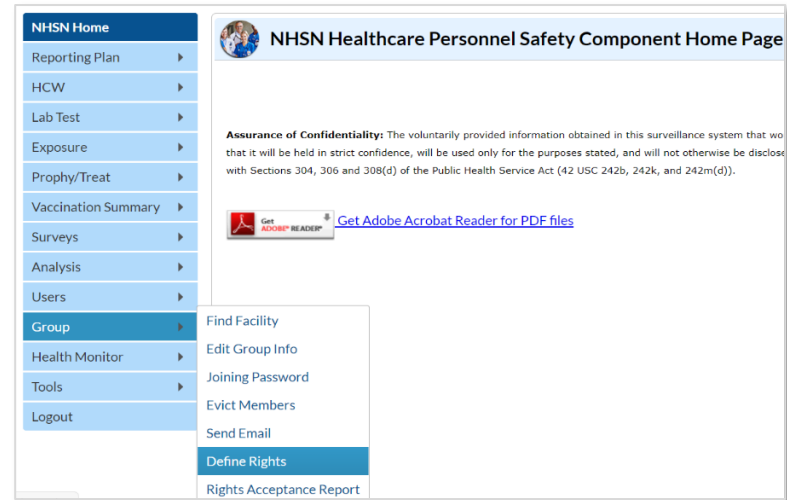 NHSN Home
Reporting Plan
HCW
Lab Test
Exposure
Prophy/Treat
Vaccination Summary
Surveys
Analysis
Users
Group
Health Monitor
Tools
Logout
Find Facility
Edit Group Info
Joining Password
Evict Members
Send Email
Define Rights
Rights Acceptance Report
NHSN Healthcare Personnel Safety Component Home Page
Assurance of Confidentiality: The voluntarily provided information obtained in this surveillance system that wo
that it will be held in strict confidence, will be used only for the purposes stated, and will not otherwise be disclose
with Sections 304, 306 and 308(d) of the Public Health Service Act (42 USC 242b, 242k, and 242m(d)).
Get
ADOBE® READER®
Get Adobe Acrobat Reader for PDF files